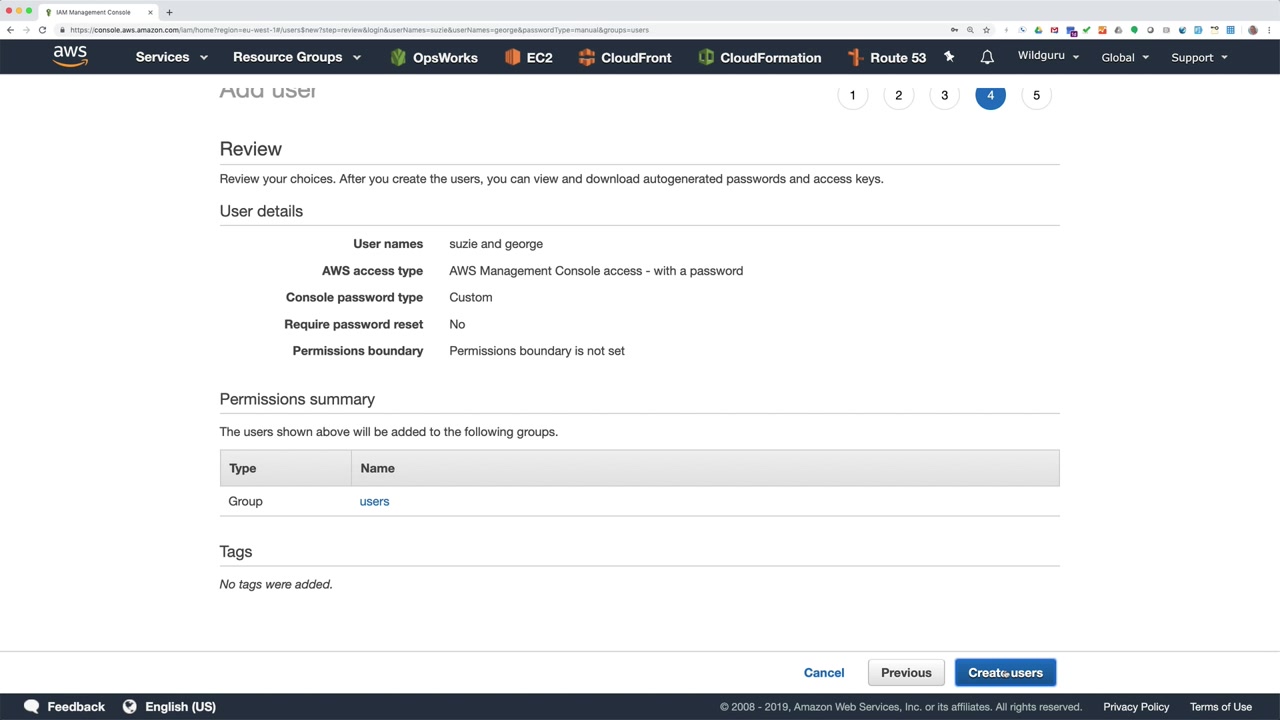 IAM Management Console
https://console.aws.amazon.com/iam/home?region=eu-west-1#/users$new?step=review&login&userNames=suzie&userNames=george&passwordType=manual&groups=users
aws Services Resource Groups OpsWorks EC2 CloudFront CloudFormation Route 53 Wildguru Global Support
Add user 1 2 3 4 5
Review
Review your choices. After you create the users, you can view and download autogenerated passwords and access keys.
User details
User names suzie and george
AWS access type AWS Management Console access - with a password
Console password type Custom
Require password reset No
Permissions boundary Permissions boundary is not set
Permissions summary
The users shown above will be added to the following groups.
Type Name
Group users
Tags
No tags were added.
Cancel Previous Create users
Feedback English (US) © 2008 - 2019, Amazon Web Services, Inc. or its affiliates. All rights reserved. Privacy Policy Terms of Use